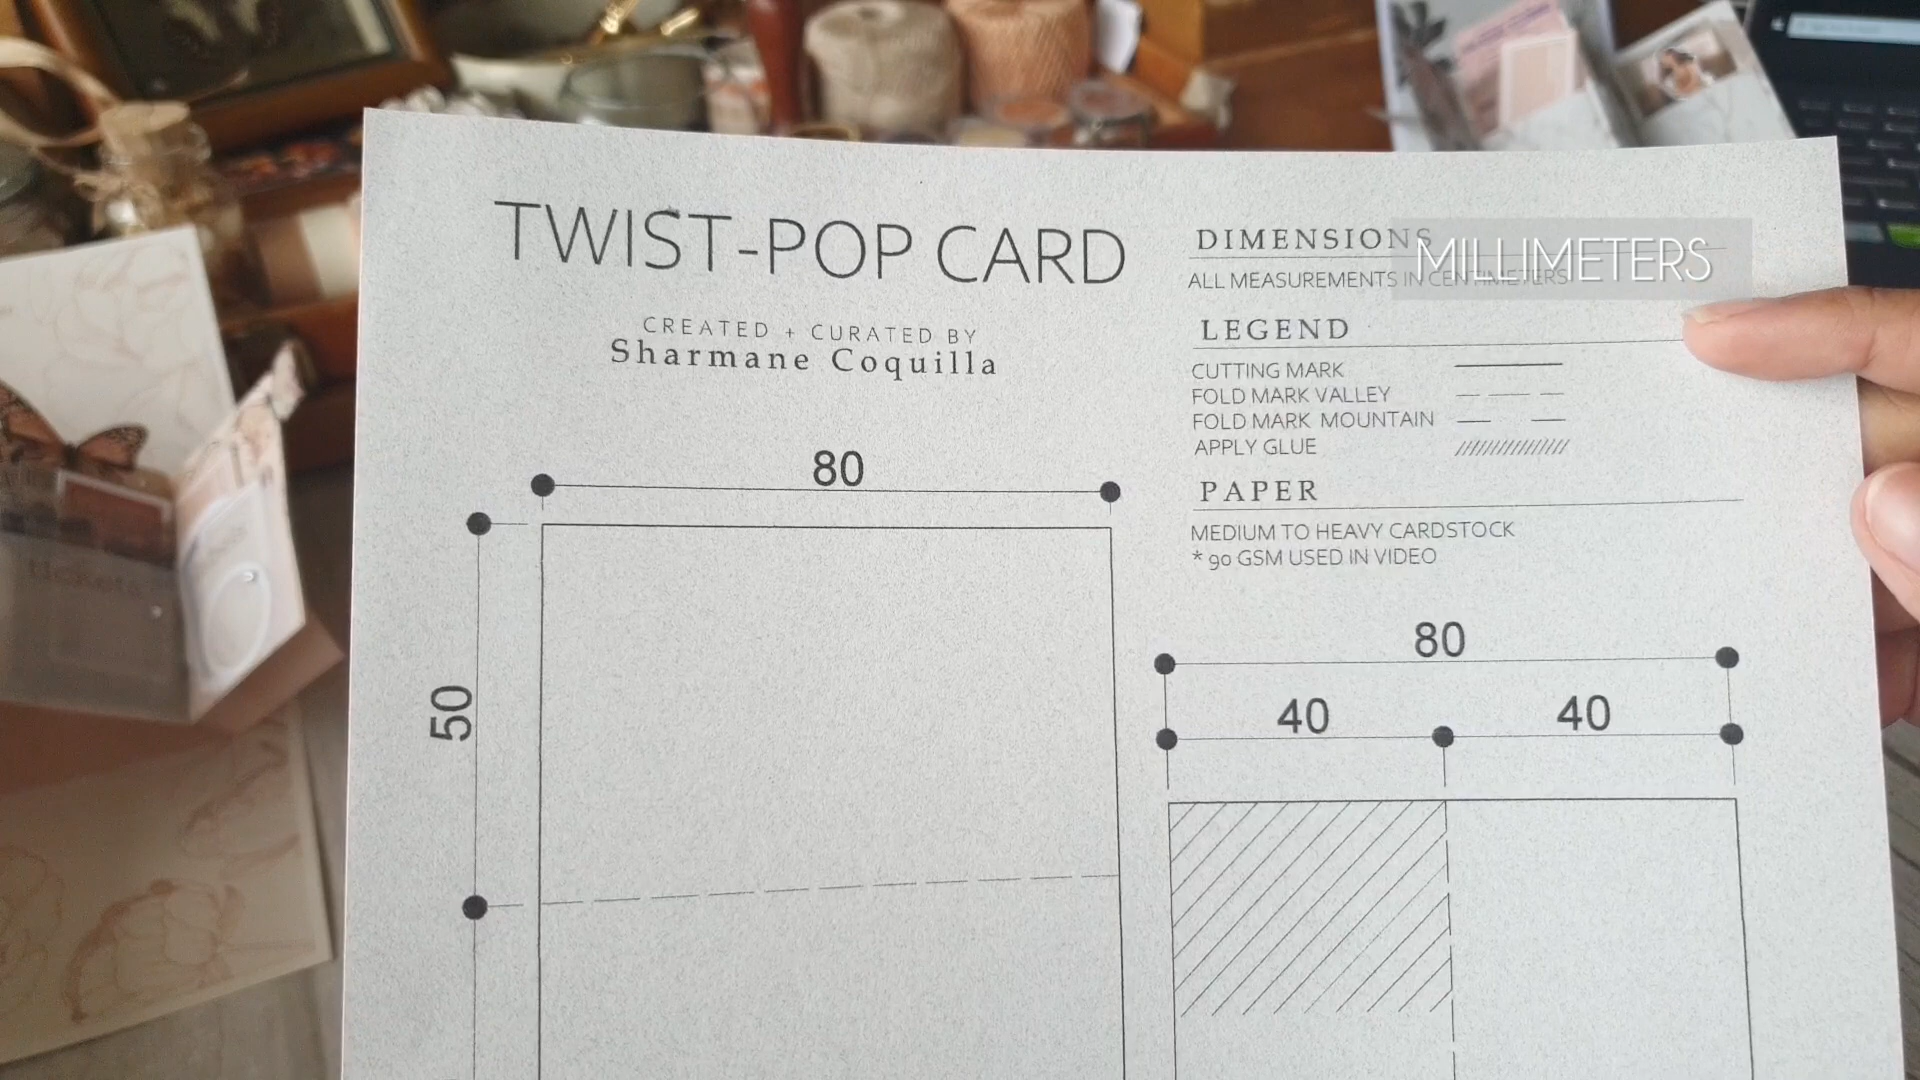 TWIST-POP CARD
CREATED + CURATED BY
Sharmane Coquilla
DIMENSIONS
MILLIMETERS
ALL MEASUREMENTS IN CENTIMETERS
LEGEND
CUTTING MARK
FOLD MARK VALLEY
FOLD MARK MOUNTAIN
APPLY GLUE
PAPER
MEDIUM TO HEAVY CARDSTOCK
* 90 GSM USED IN VIDEO
80
50
80
40 40